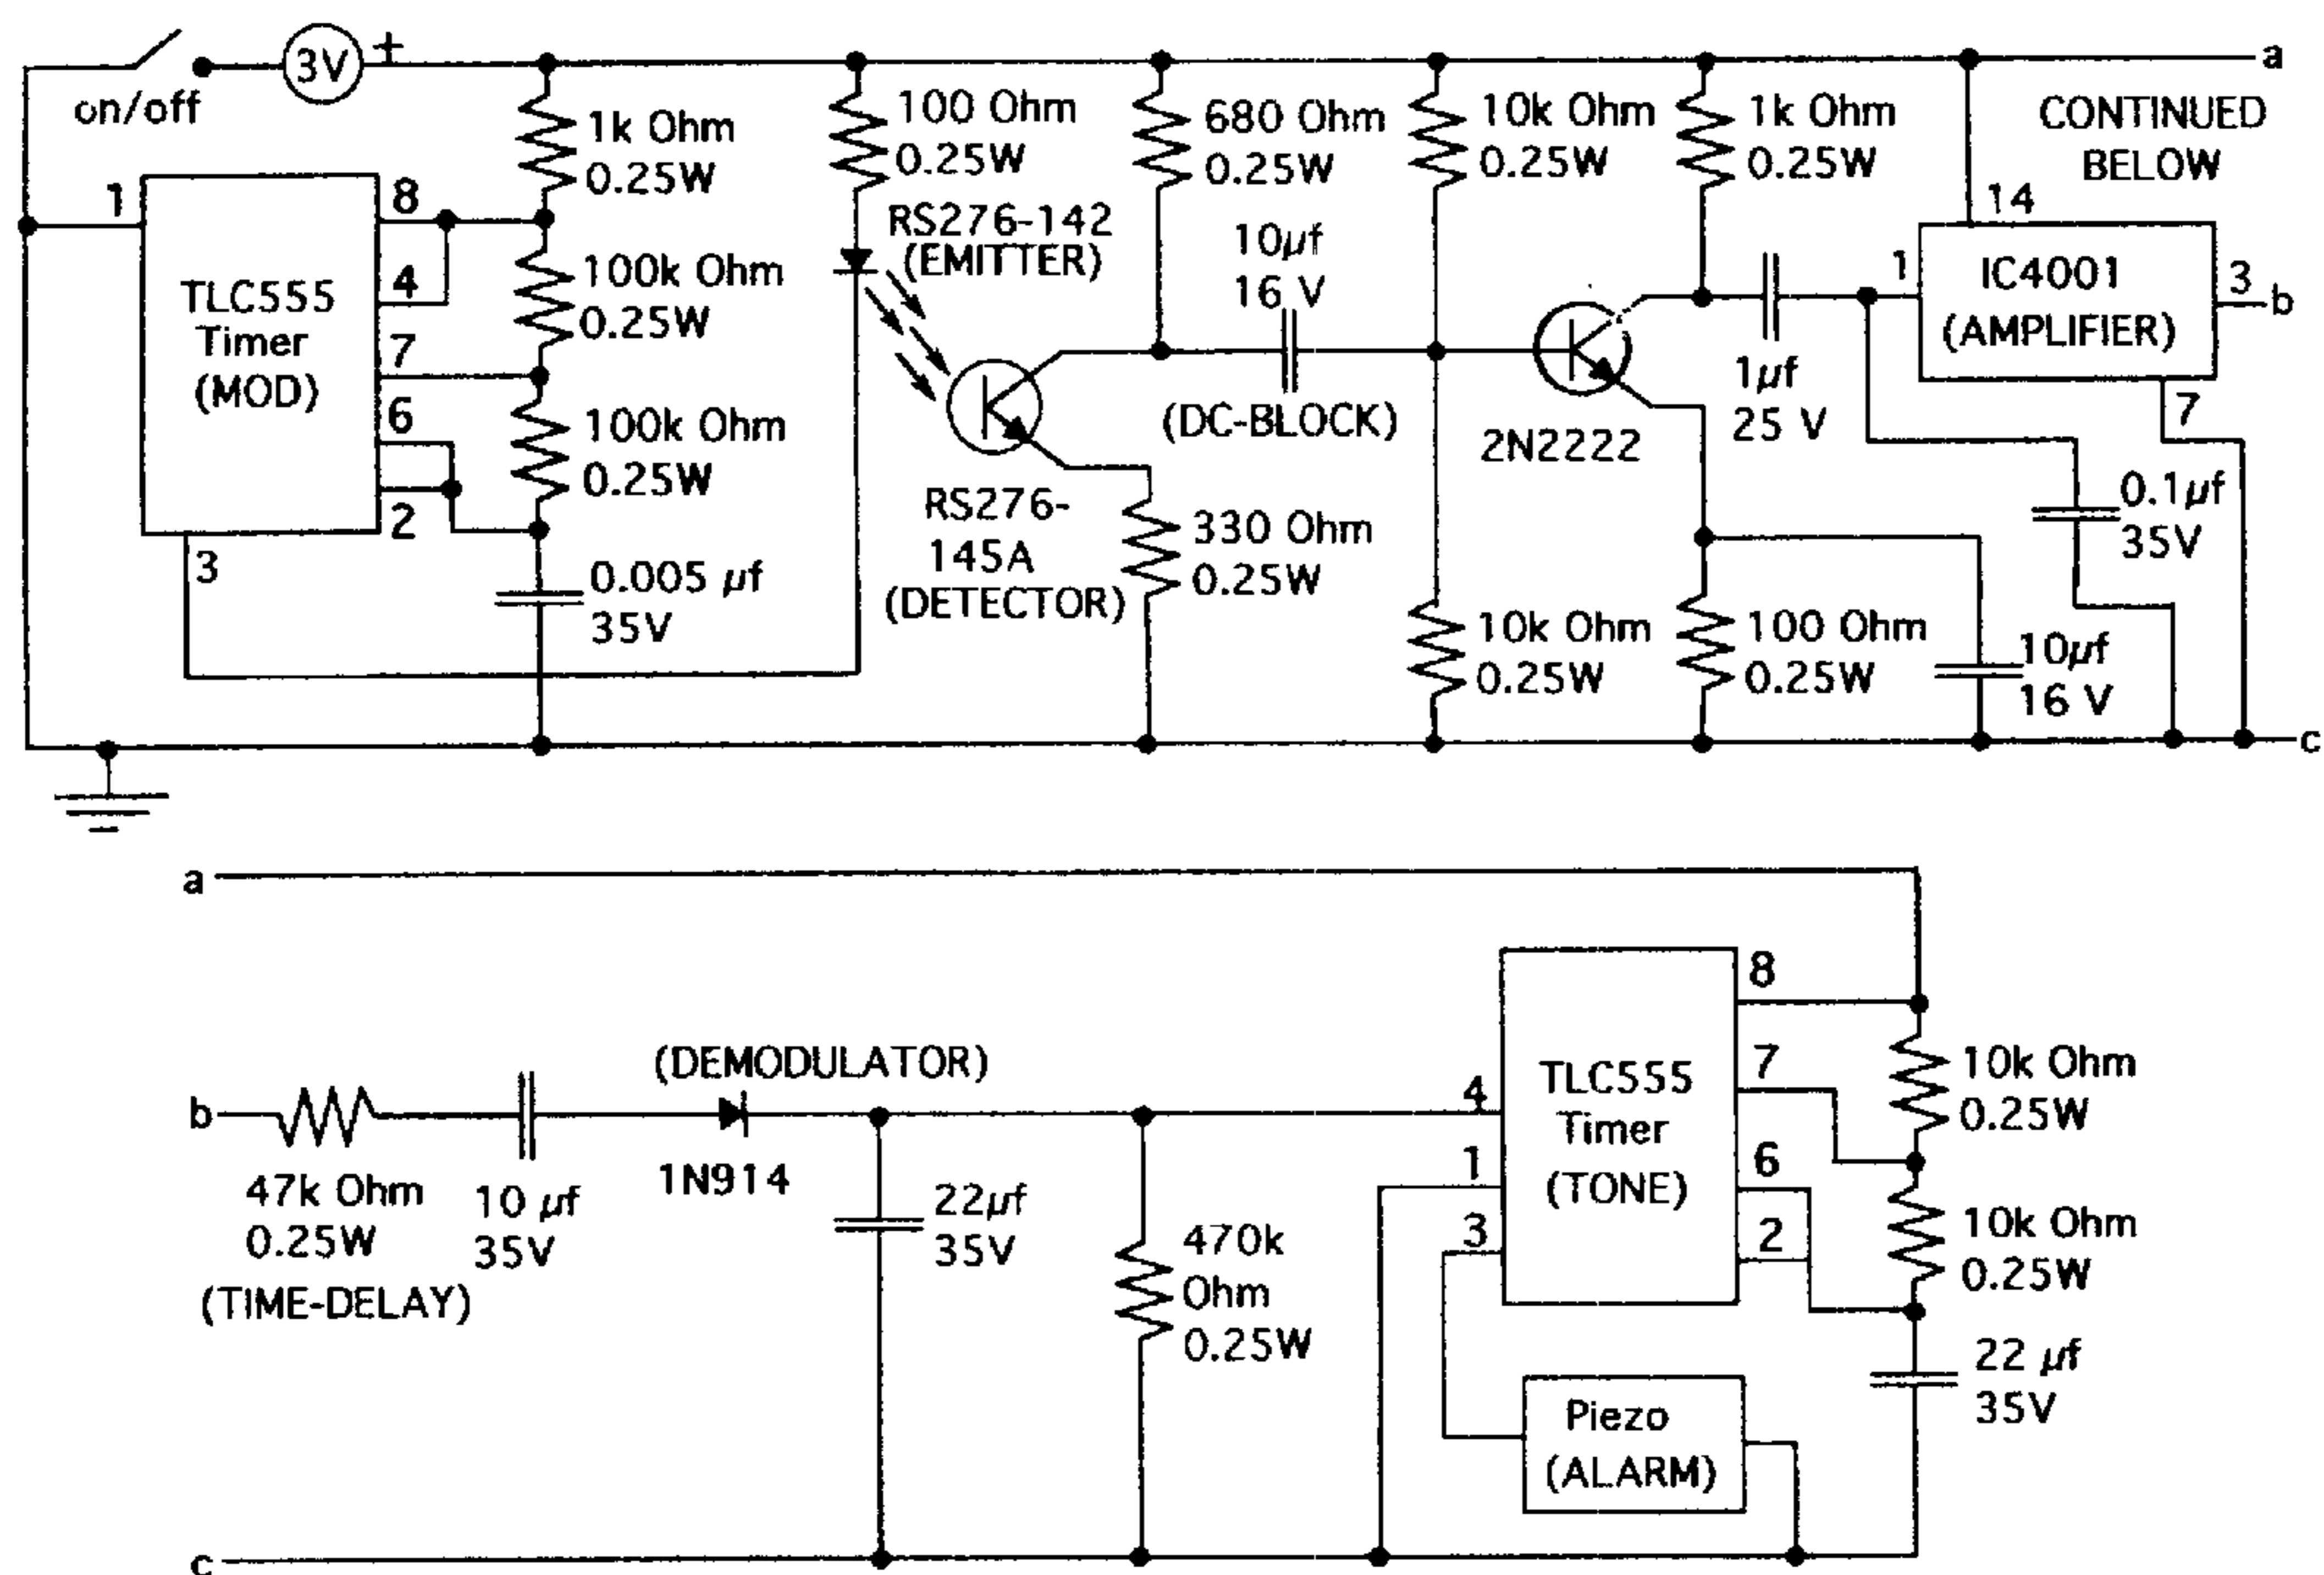 on/off
3V
+
1k Ohm
0.25W
100 Ohm
0.25W
680 Ohm
0.25W
10k Ohm
0.25W
1k Ohm
0.25W
a
CONTINUED
BELOW
1
8
4
7
6
2
3
TLC555
Timer
(MOD)
100k Ohm
0.25W
100k Ohm
0.25W
0.005 µf
35V
RS276-142
(EMITTER)
RS276-
145A
(DETECTOR)
10µf
16 V
(DC-BLOCK)
330 Ohm
0.25W
10k Ohm
0.25W
2N2222
1µf
25 V
100 Ohm
0.25W
10µf
16 V
14
1
IC4001
(AMPLIFIER)
3
b
7
0.1µf
35V
c
a
b
47k Ohm
0.25W
(TIME-DELAY)
10 µf
35V
(DEMODULATOR)
1N914
22µf
35V
470k
Ohm
0.25W
4
1
3
TLC555
Timer
(TONE)
8
7
6
2
10k Ohm
0.25W
10k Ohm
0.25W
22 µf
35V
Piezo
(ALARM)
c